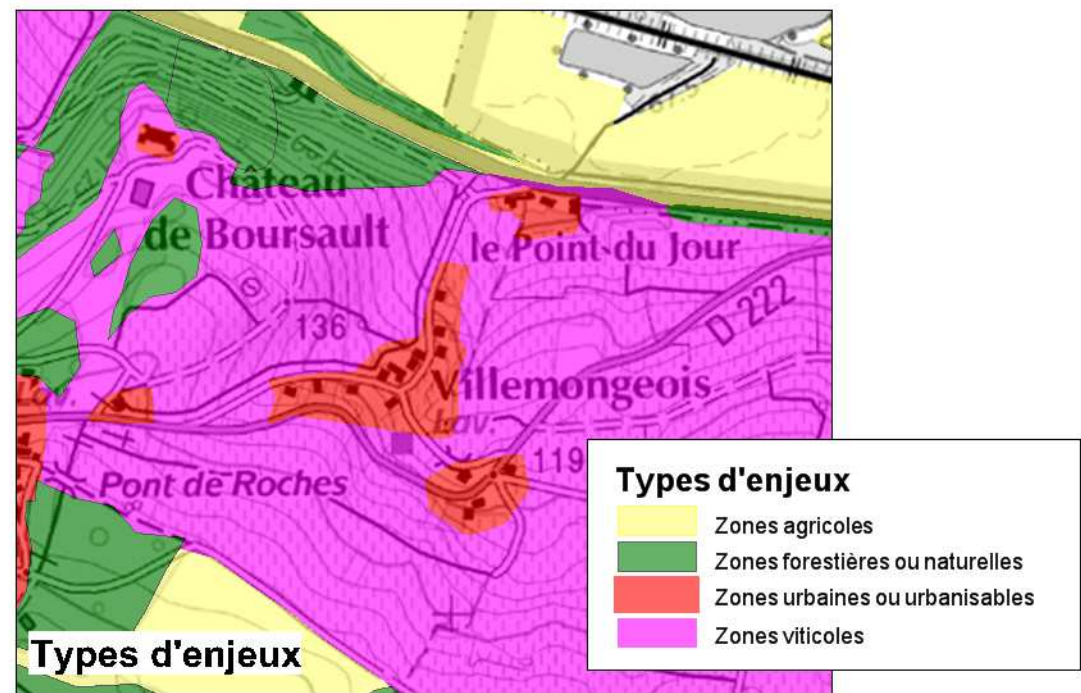 Château
de Boursault
le Point du Jour
D 222
136
Villemongeois
Lav.
Lav.
119
Pont de Roches
Types d'enjeux
Types d'enjeux
Zones agricoles
Zones forestières ou naturelles
Zones urbaines ou urbanisables
Zones viticoles